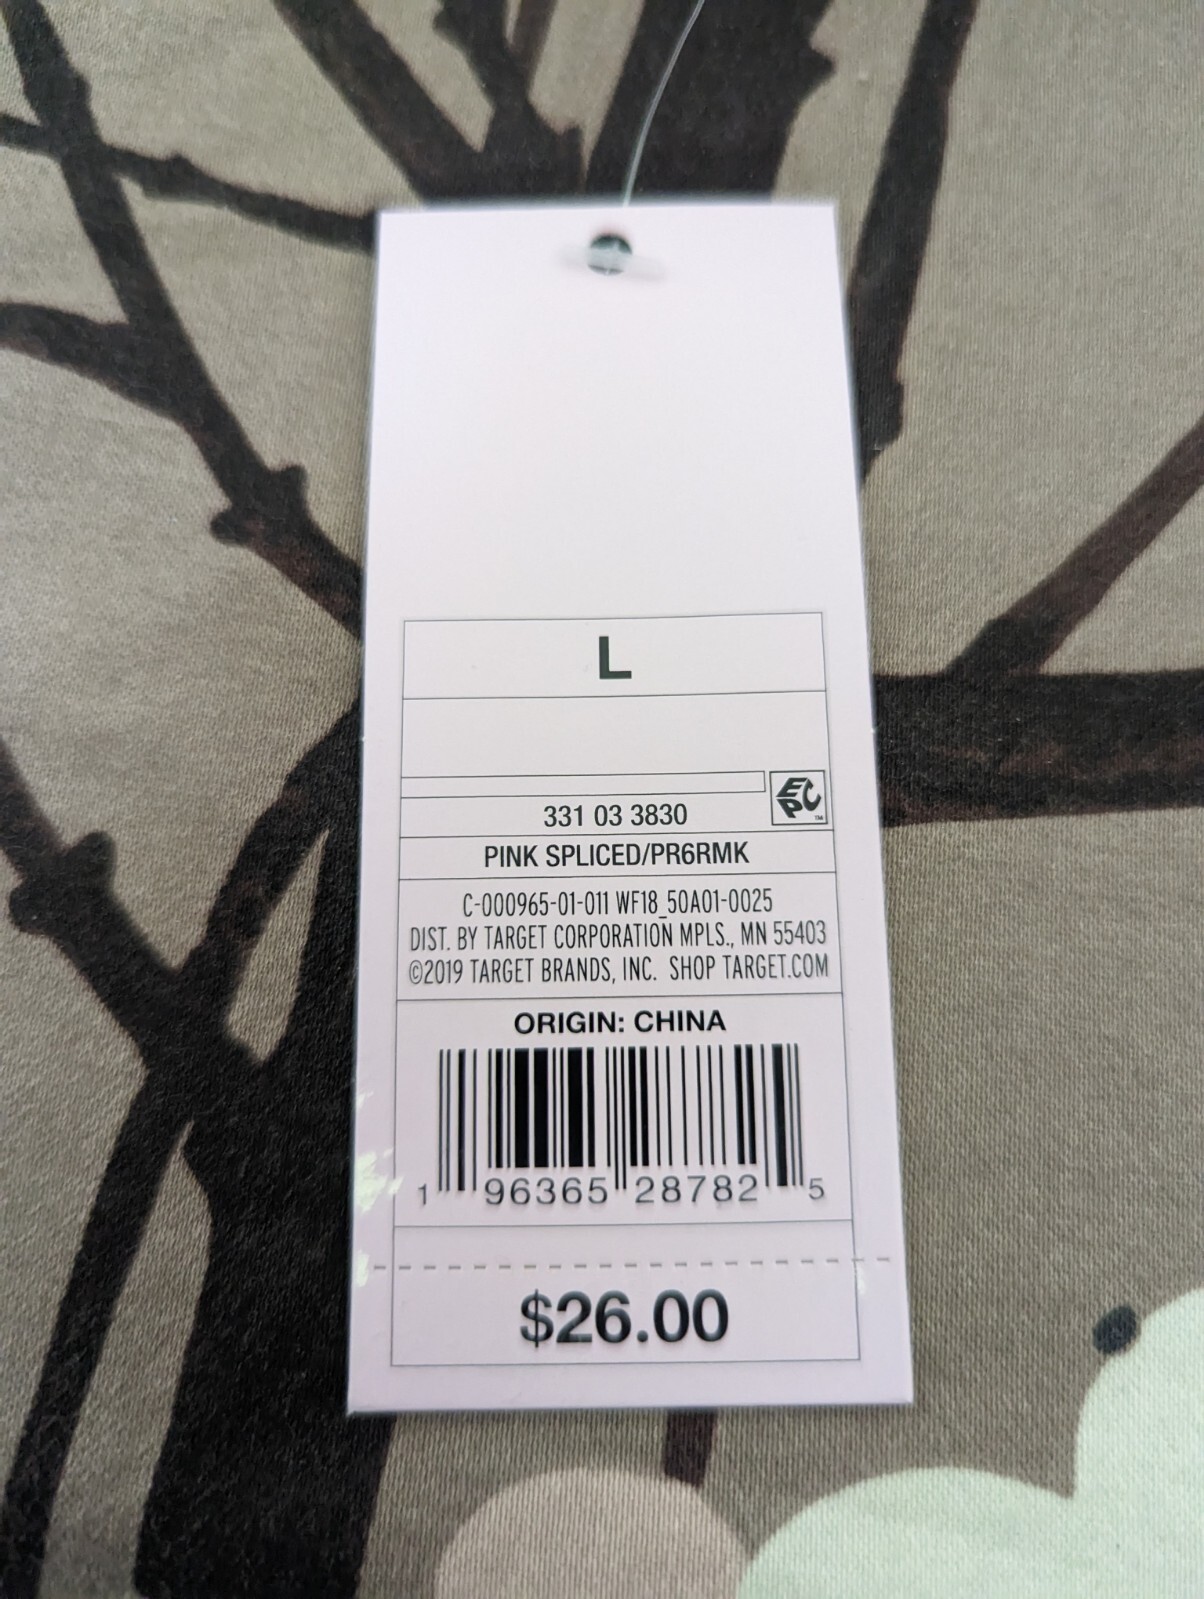 L
EPC™
331 03 3830
PINK SPLICED/PR6RMK
C-000965-01-011 WF18_50A01-0025
DIST. BY TARGET CORPORATION MPLS., MN 55403
©2019 TARGET BRANDS, INC. SHOP TARGET.COM
ORIGIN: CHINA
1 96365 28782 5
$26.00